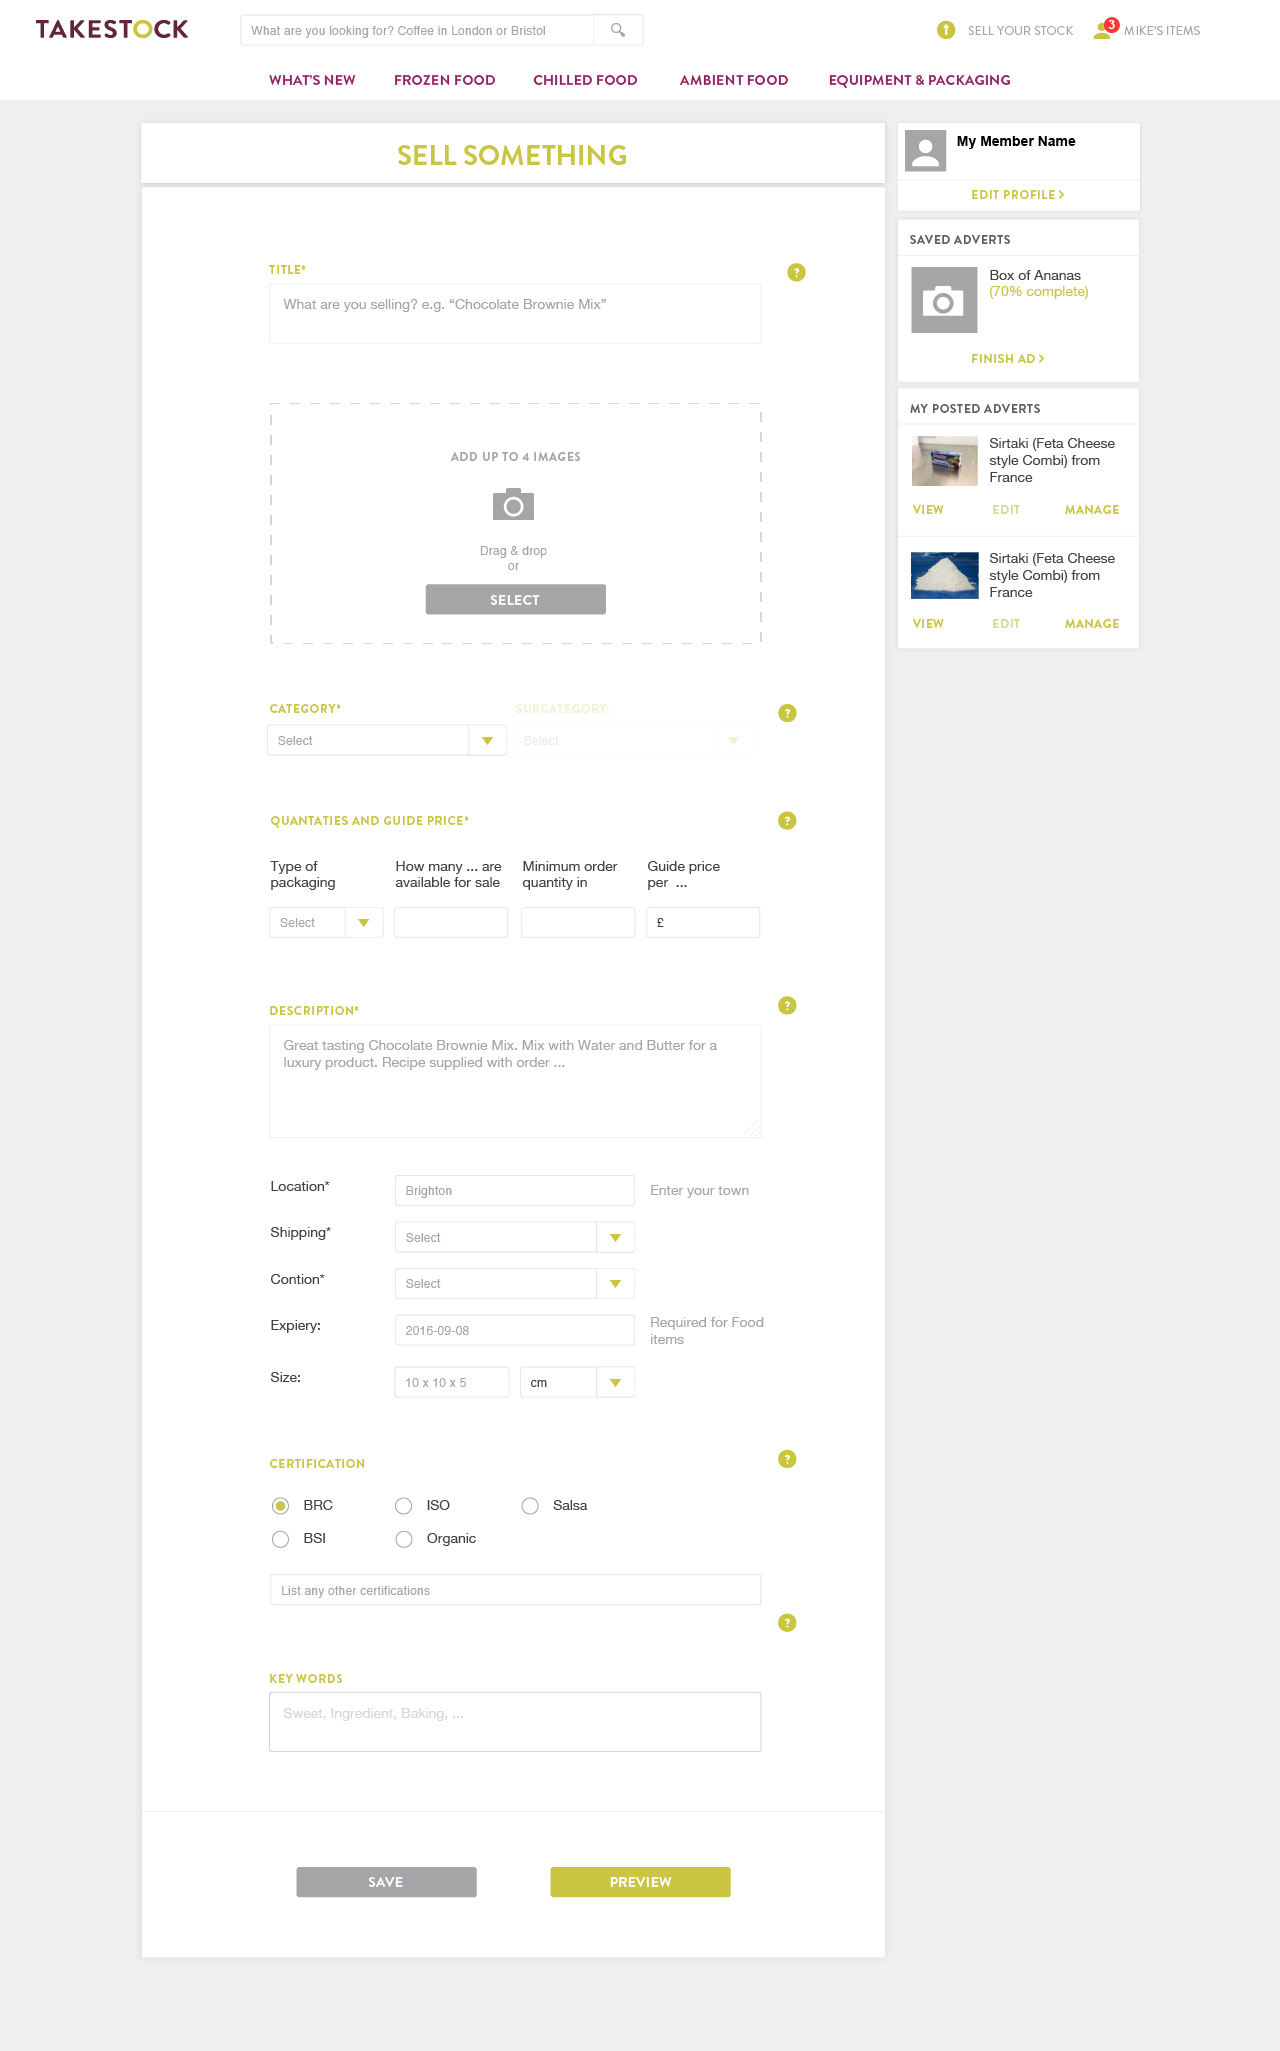 TAKESTOCK
What are you looking for? Coffee in London or Bristol
SELL YOUR STOCK
3
MIKE'S ITEMS
WHAT'S NEW
FROZEN FOOD
CHILLED FOOD
AMBIENT FOOD
EQUIPMENT & PACKAGING
SELL SOMETHING
TITLE*
?
What are you selling? e.g. “Chocolate Brownie Mix”
ADD UP TO 4 IMAGES
Drag & drop
or
SELECT
CATEGORY*
SUBCATEGORY:
?
Select
Select
QUANTATIES AND GUIDE PRICE*
?
Type of
packaging
How many ... are
available for sale
Minimum order
quantity in
Guide price
per ...
Select
£
DESCRIPTION*
?
Great tasting Chocolate Brownie Mix. Mix with Water and Butter for a
luxury product. Recipe supplied with order ...
Location*
Brighton
Enter your town
Shipping*
Select
Contion*
Select
Expiery:
2016-09-08
Required for Food
items
Size:
10 x 10 x 5
cm
CERTIFICATION
?
BRC
ISO
Salsa
BSI
Organic
List any other certifications
?
KEY WORDS
Sweet, Ingredient, Baking, ...
SAVE
PREVIEW
My Member Name
EDIT PROFILE >
SAVED ADVERTS
Box of Ananas
(70% complete)
FINISH AD >
MY POSTED ADVERTS
Sirtaki (Feta Cheese
style Combi) from
France
VIEW
EDIT
MANAGE
Sirtaki (Feta Cheese
style Combi) from
France
VIEW
EDIT
MANAGE